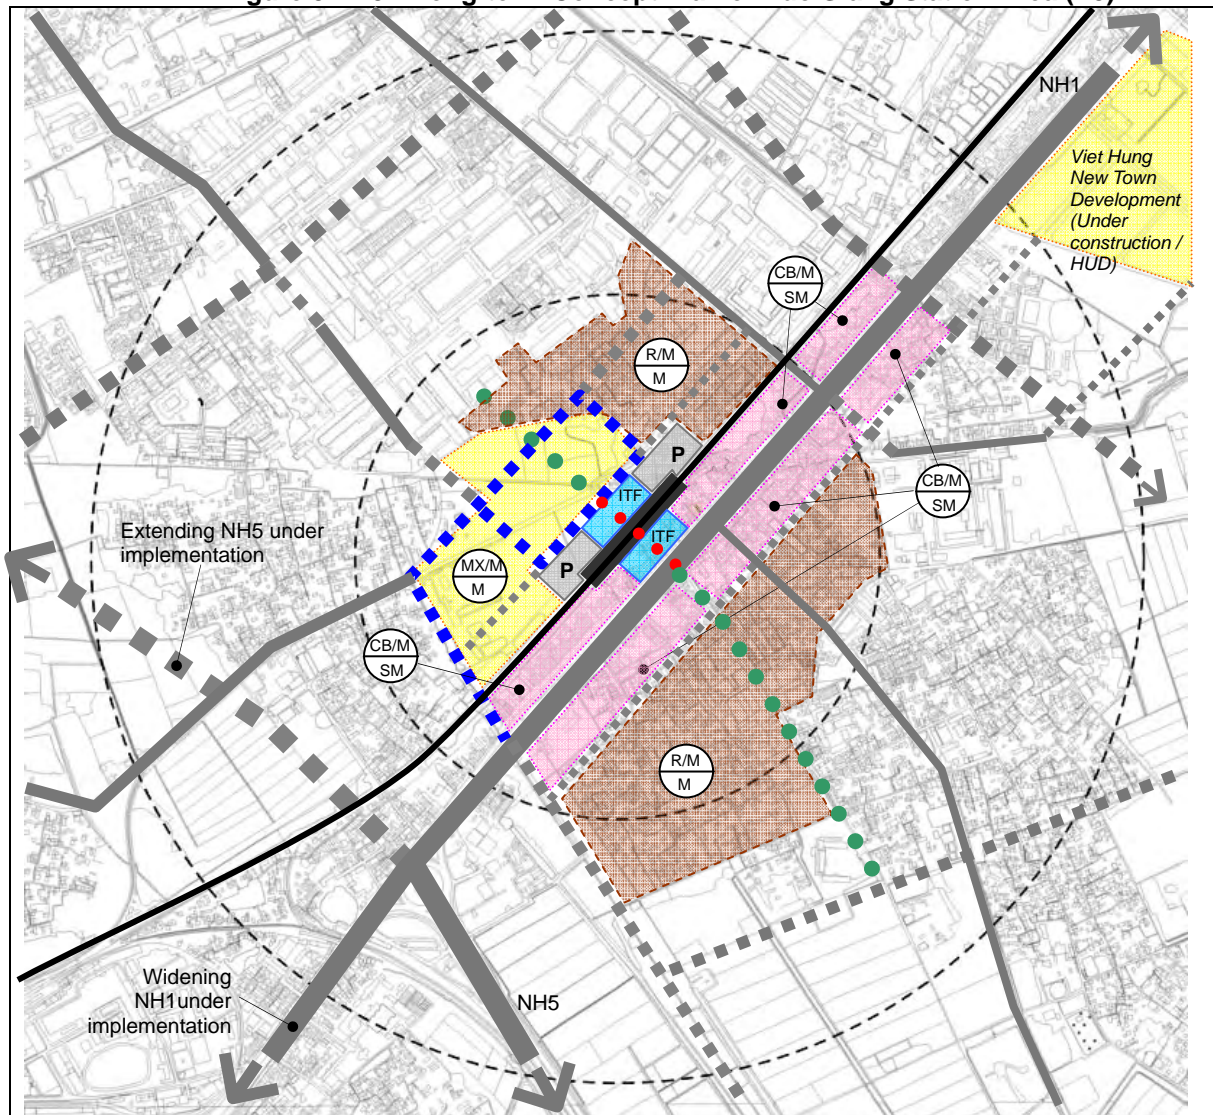 NH1
Viet Hung
New Town
Development
(Under
construction /
HUD)
CB/M
SM
R/M
M
P
ITF
ITF
P
CB/M
SM
Extending NH5 under
implementation
MX/M
M
CB/M
SM
R/M
M
Widening
NH1under
implementation
NH5